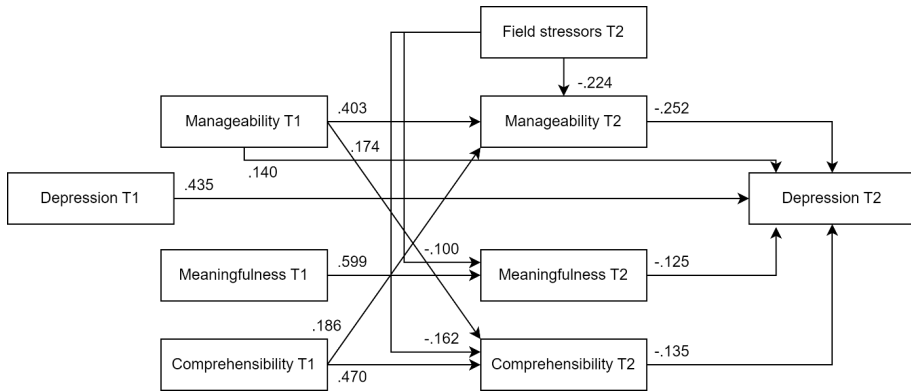 Field stressors T2
-.224
Manageability T1
.403
Manageability T2
-.252
.174
.140
Depression T1
.435
Depression T2
-.100
Meaningfulness T1
.599
Meaningfulness T2
-.125
.186
-.162
Comprehensibility T1
.470
Comprehensibility T2
-.135